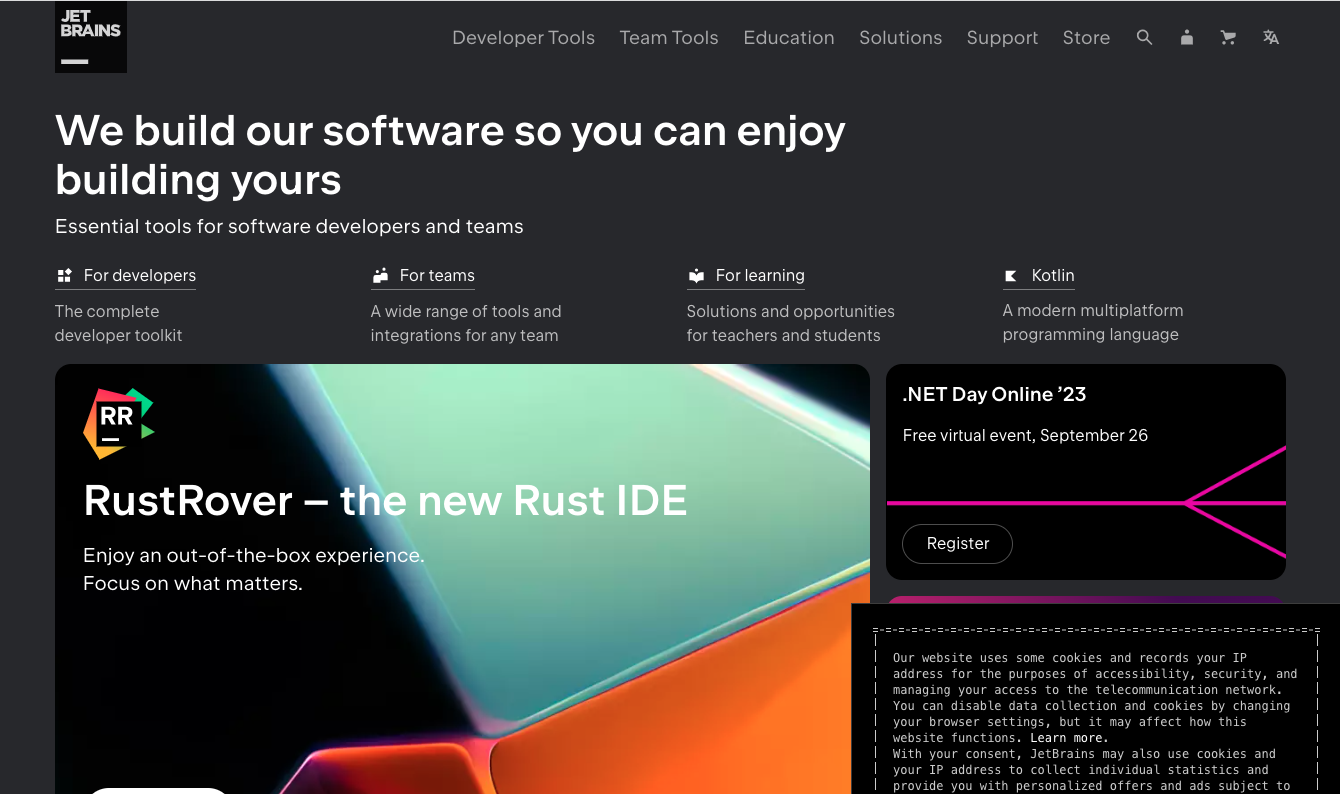 JET
BRAINS
Developer Tools
Team Tools
Education
Solutions
Support
Store
We build our software so you can enjoy
building yours
Essential tools for software developers and teams
For developers
The complete
developer toolkit
For teams
A wide range of tools and
integrations for any team
For learning
Solutions and opportunities
for teachers and students
Kotlin
A modern multiplatform
programming language
RR
RustRover – the new Rust IDE
Enjoy an out-of-the-box experience.
Focus on what matters.
.NET Day Online ’23
Free virtual event, September 26
Register
Our website uses some cookies and records your IP
address for the purposes of accessibility, security, and
managing your access to the telecommunication network.
You can disable data collection and cookies by changing
your browser settings, but it may affect how this
website functions. Learn more.
With your consent, JetBrains may also use cookies and
your IP address to collect individual statistics and
provide you with personalized offers and ads subject to